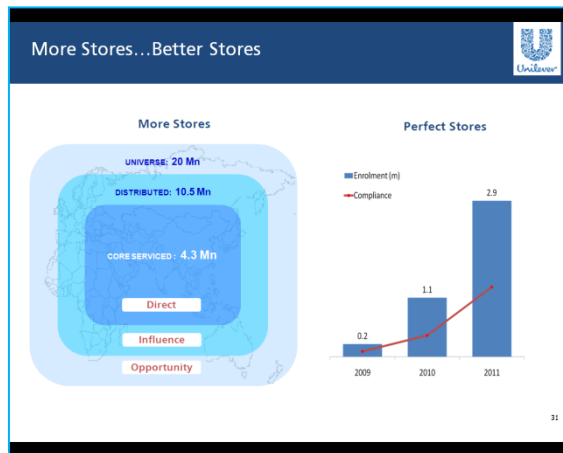 More Stores...Better Stores
Unilever
More Stores
UNIVERSE: 20 Mn
DISTRIBUTED: 10.5 Mn
CORE SERVICED : 4.3 Mn
Direct
Influence
Opportunity
Perfect Stores
Enrolment (m)
Compliance
2.9
1.1
0.2
2009 2010 2011
31